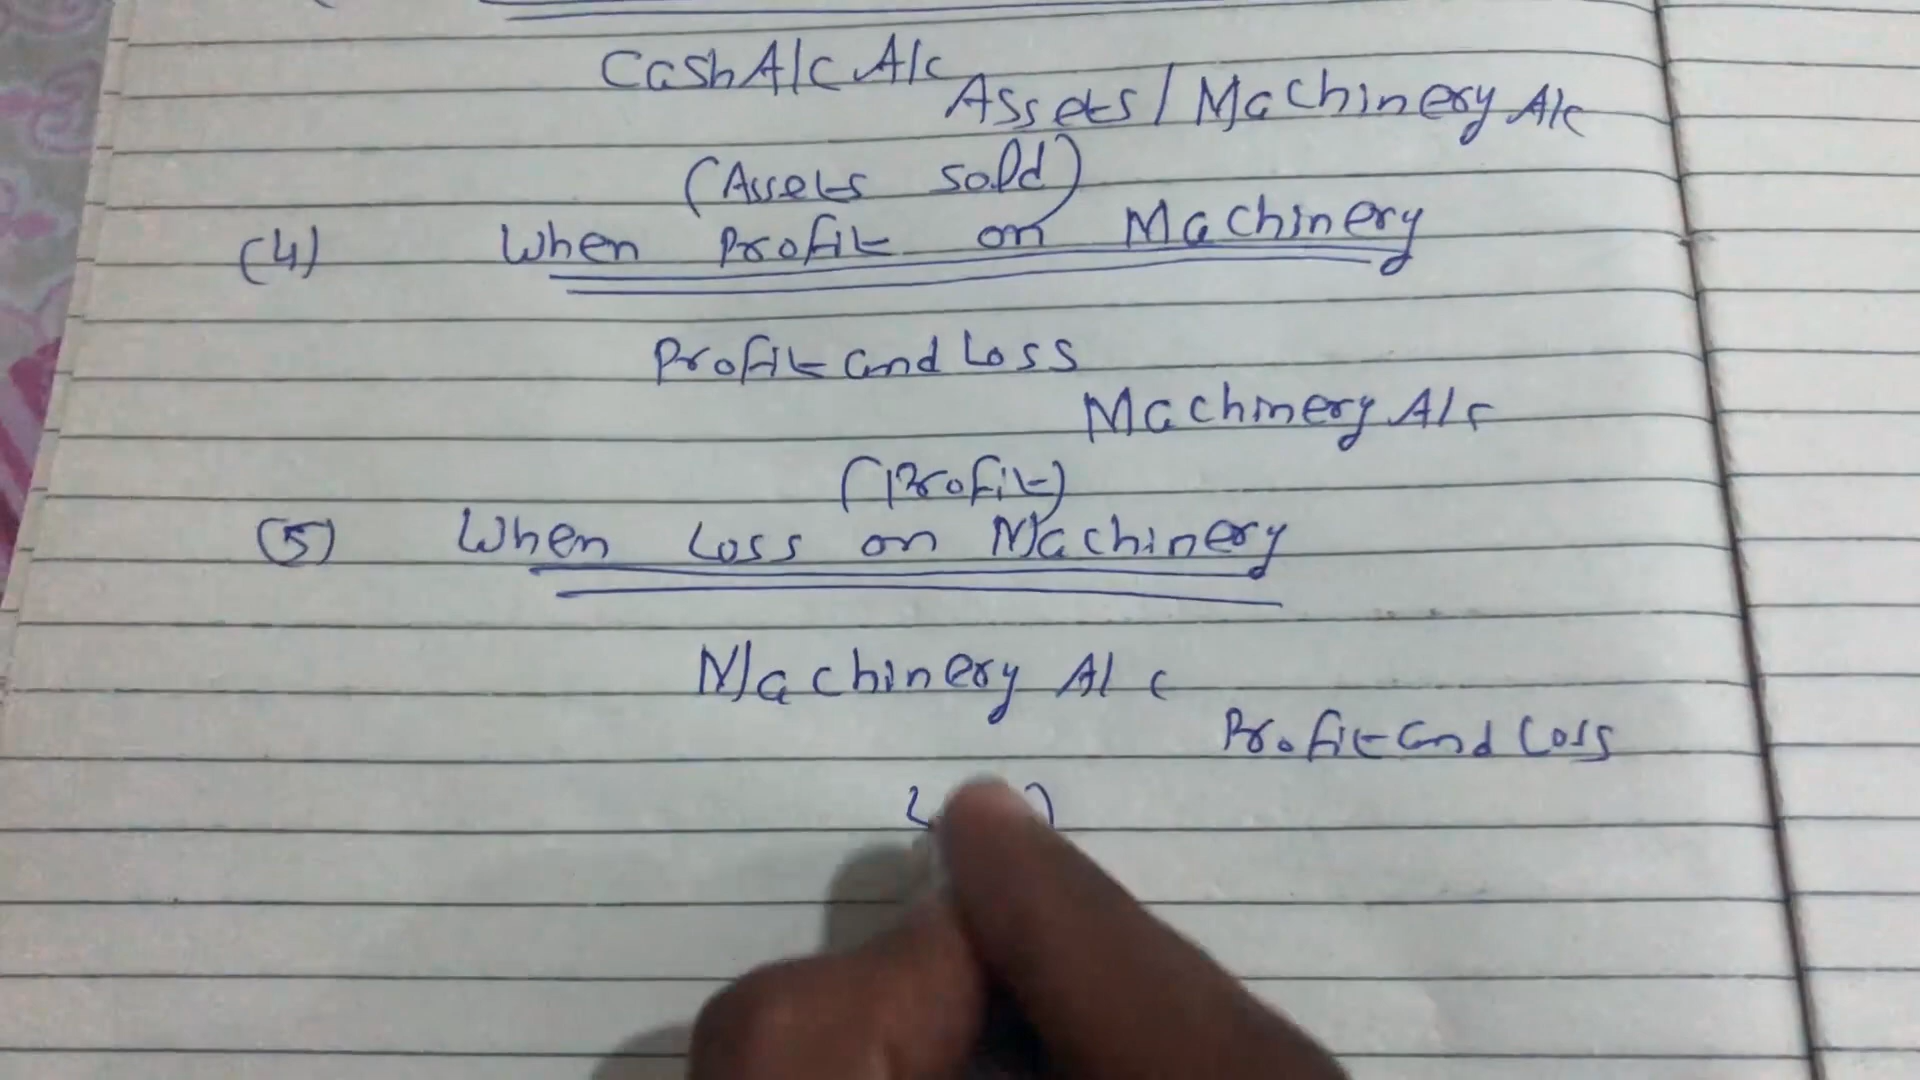 Cash A/c A/c
Assets / Machinery A/c
(Assets sold)
(4) When Profit on Machinery
Profit and Loss
Machinery A/c
(Profit)
(5) When Loss on Machinery
Machinery A/c
Profit and Loss